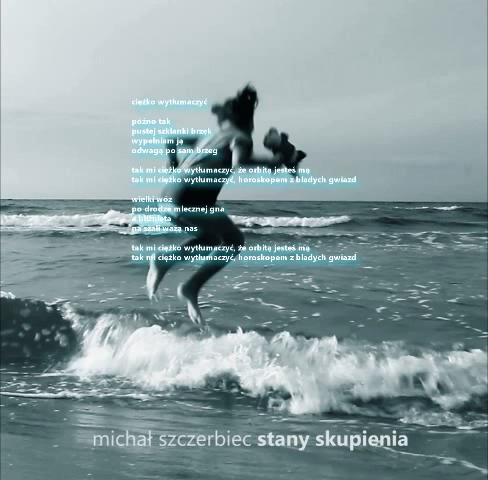 ciężko wytłumaczyć
późno tak
pustej szklanki brzęk
wypełniam ją
odwagą po sam brzeg
tak mi ciężko wytłumaczyć, że orbitą jesteś mą
tak mi ciężko wytłumaczyć, horoskopem z bladych gwiazd
wielki wóz
po drodze mlecznej gna
a bliźnięta
na szali ważą nas
tak mi ciężko wytłumaczyć, że orbitą jesteś mą
tak mi ciężko wytłumaczyć, horoskopem z bladych gwiazd
michał szczerbiec stany skupienia